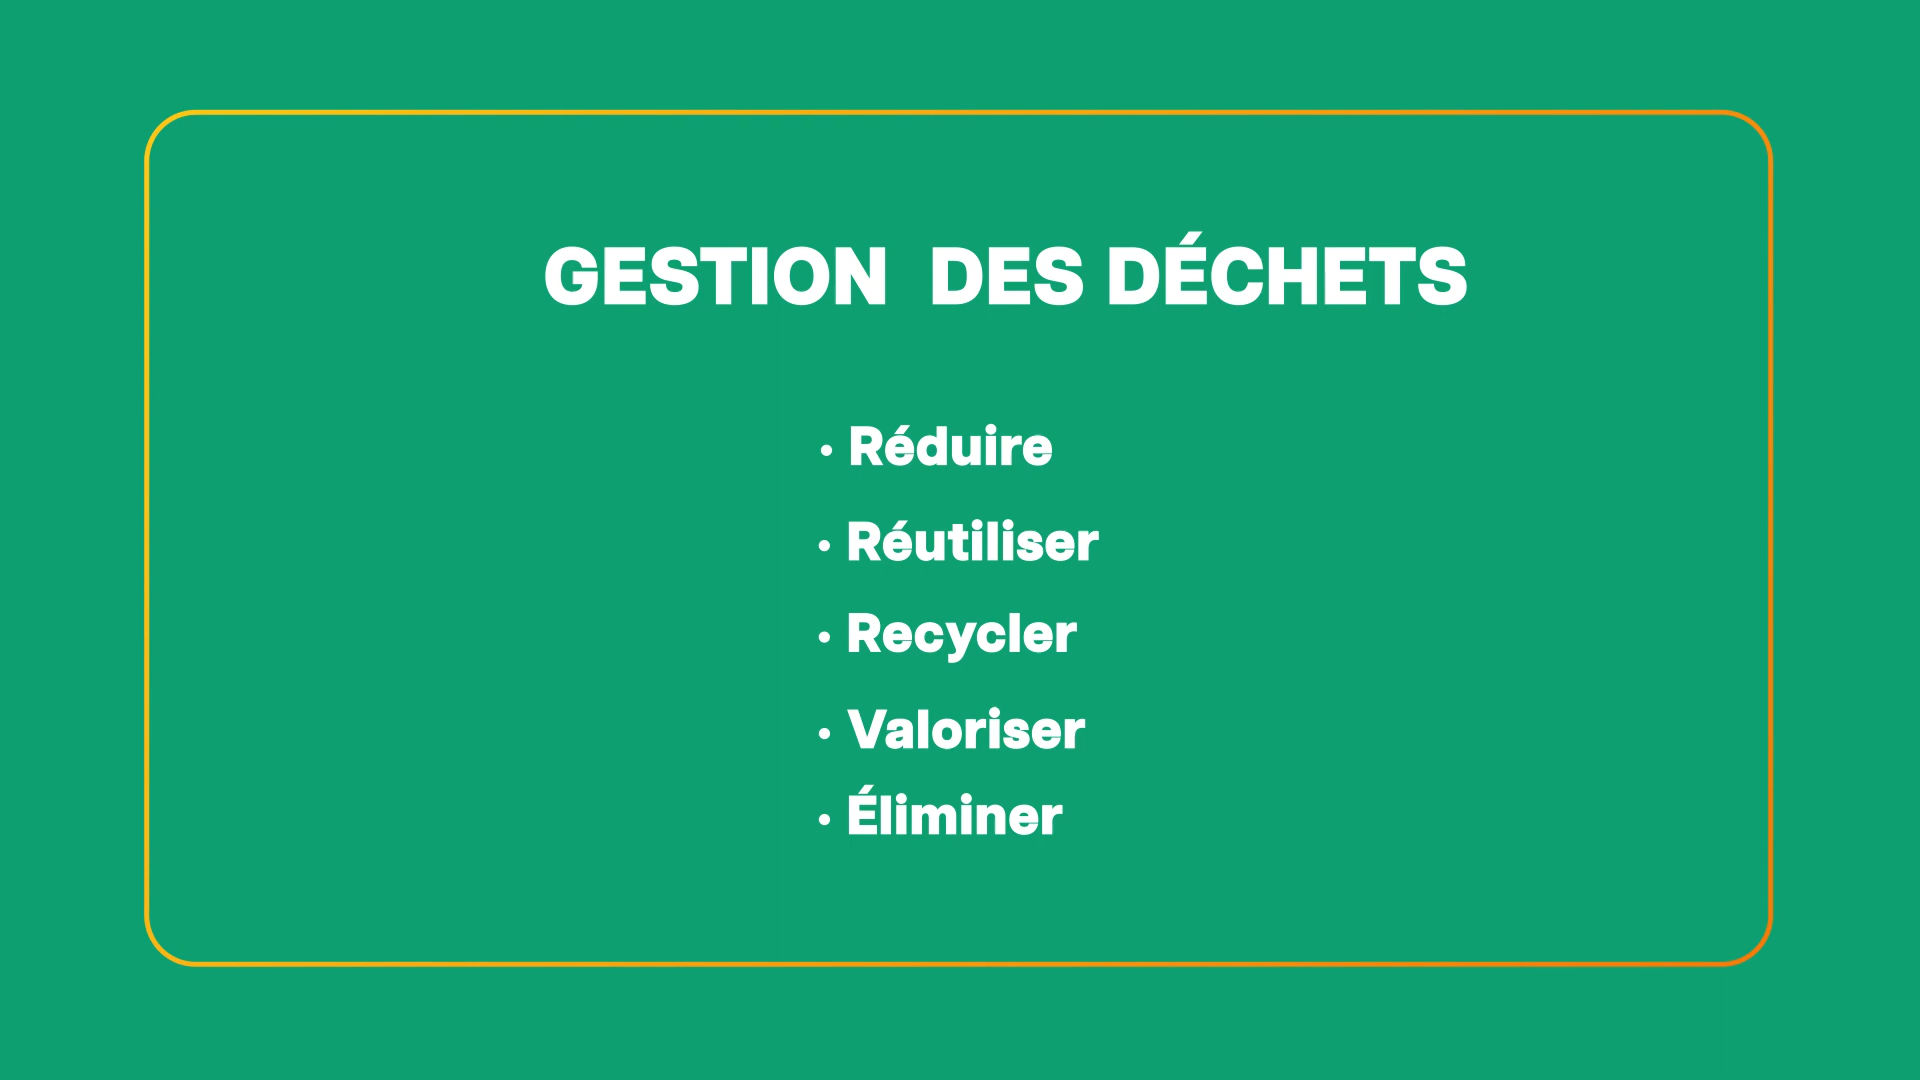 GESTION  DES DÉCHETS
• Réduire
• Réutiliser
• Recycler
• Valoriser
• Éliminer